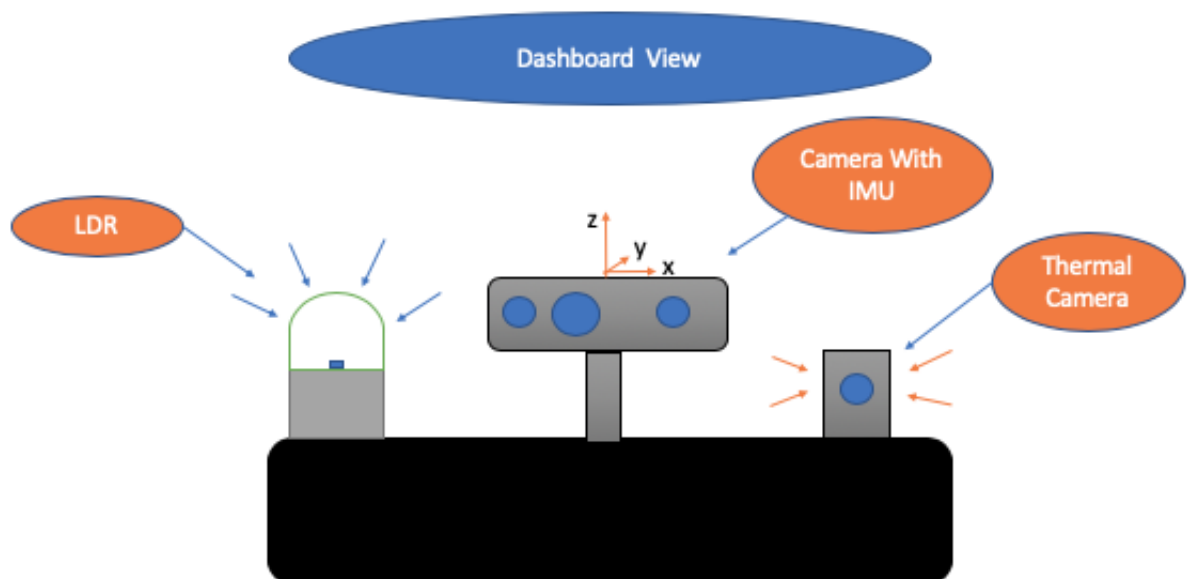 Dashboard View
Camera With
IMU
LDR
z
y
x
Thermal
Camera